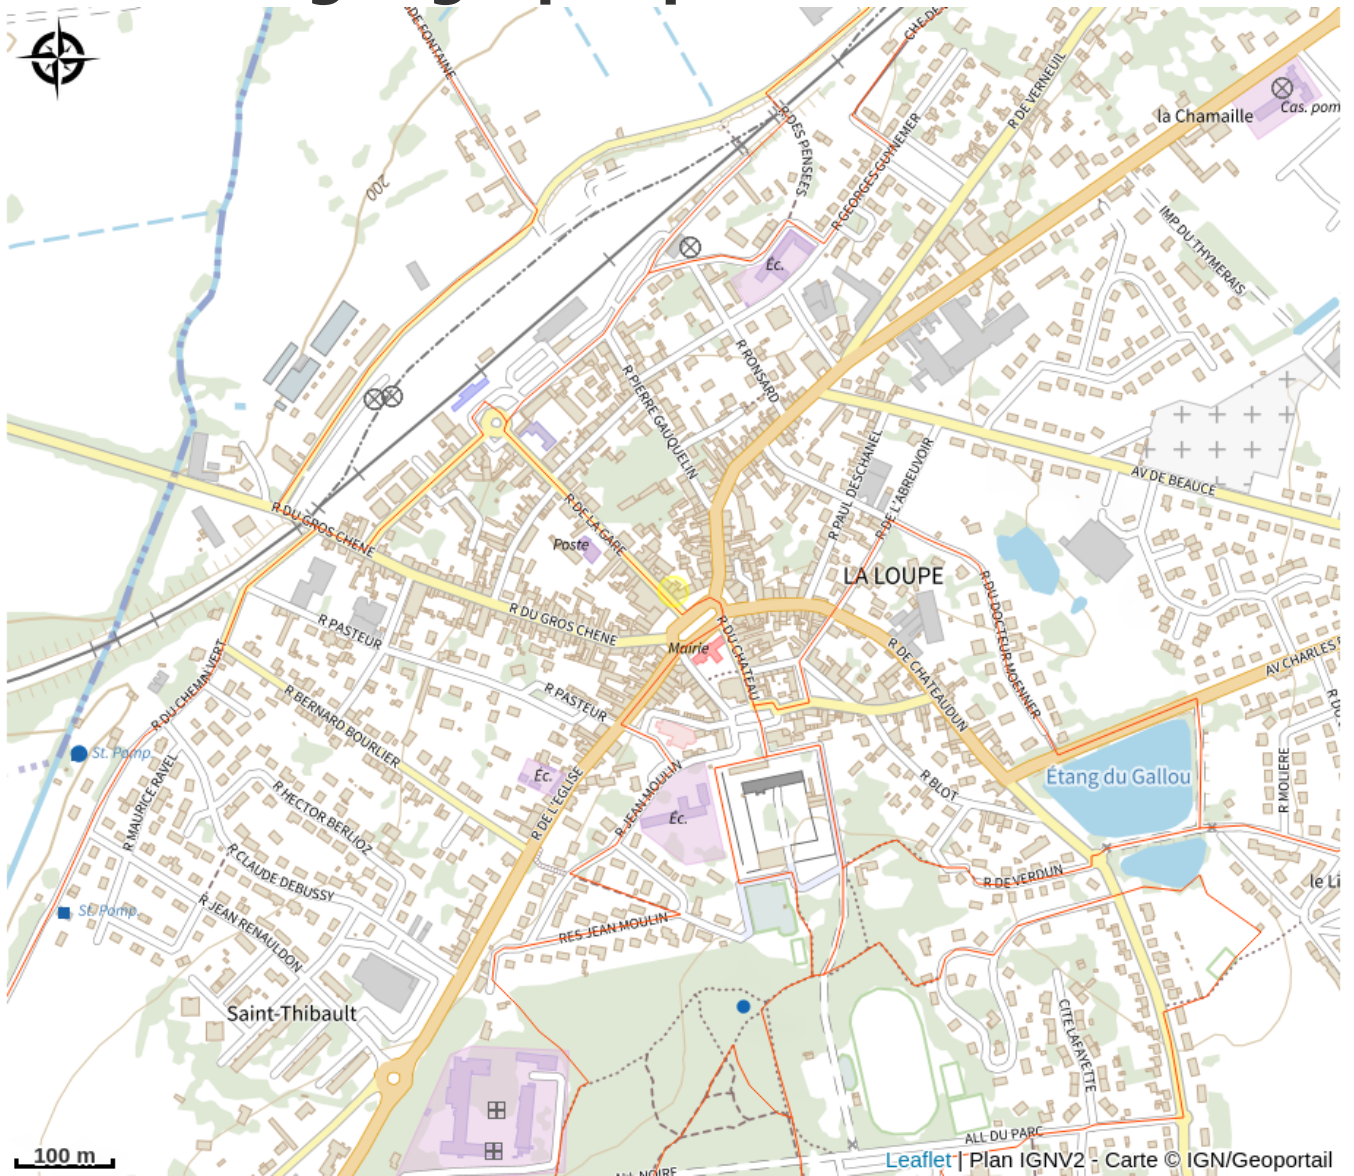 DE FONTAINE
CHE DE
R DE VERNEUIL
la Chamaille
Cas. pom
R DES PENSEES
R GEORGES GUYNEMER
200
IMP DU THYMERAIS
Éc.
R RONSARD
R PIERRE GAUQUELIN
R PAUL DESCHANEL
R DE L'ABREUVOIR
AV DE BEAUCE
R DU GROS CHENE
R DE LA GARE
Poste
LA LOUPE
R DU GROS CHENE
R PASTEUR
Mairie
R DU CHATEAU
R DU DOCTEUR MOENNER
R DE CHATEAUDUN
AV CHARLES
R DU CHEMIN VERT
R BERNARD BOURLIER
R PASTEUR
St. Pomp.
Éc.
R DE L'EGLISE
R JEAN MOULIN
Éc.
R BLOT
Étang du Gallou
R MOLIERE
R MAURICE RAVEL
R HECTOR BERLIOZ
R CLAUDE DEBUSSY
R DE VERDUN
le Li
St. Pomp.
R JEAN RENAULDON
RES JEAN MOULIN
Saint-Thibault
CITE LAFAYETTE
ALL DU PARC
NOIRE
100 m
Leaflet | Plan IGNV2 - Carte © IGN/Geoportail